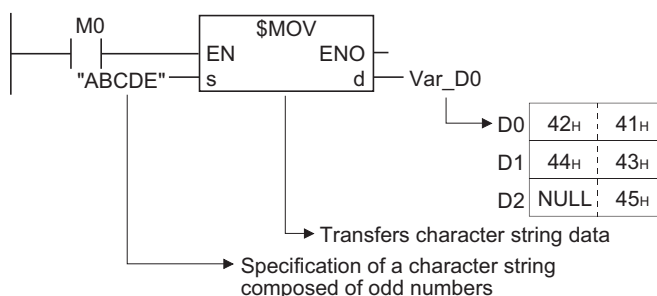 M0
$MOV
EN ENO
"ABCDE" s d Var_D0
D0 42H 41H
D1 44H 43H
D2 NULL 45H
Transfers character string data
Specification of a character string
composed of odd numbers